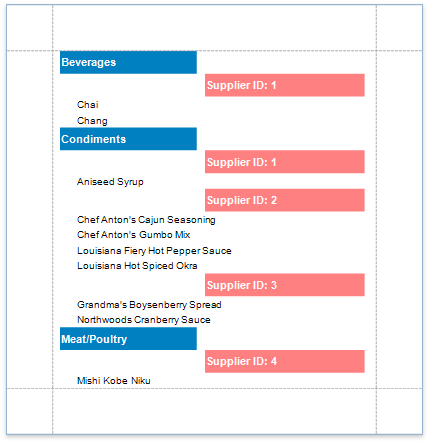 Beverages
Supplier ID: 1
Chai
Chang
Condiments
Supplier ID: 1
Aniseed Syrup
Supplier ID: 2
Chef Anton's Cajun Seasoning
Chef Anton's Gumbo Mix
Louisiana Fiery Hot Pepper Sauce
Louisiana Hot Spiced Okra
Supplier ID: 3
Grandma's Boysenberry Spread
Northwoods Cranberry Sauce
Meat/Poultry
Supplier ID: 4
Mishi Kobe Niku